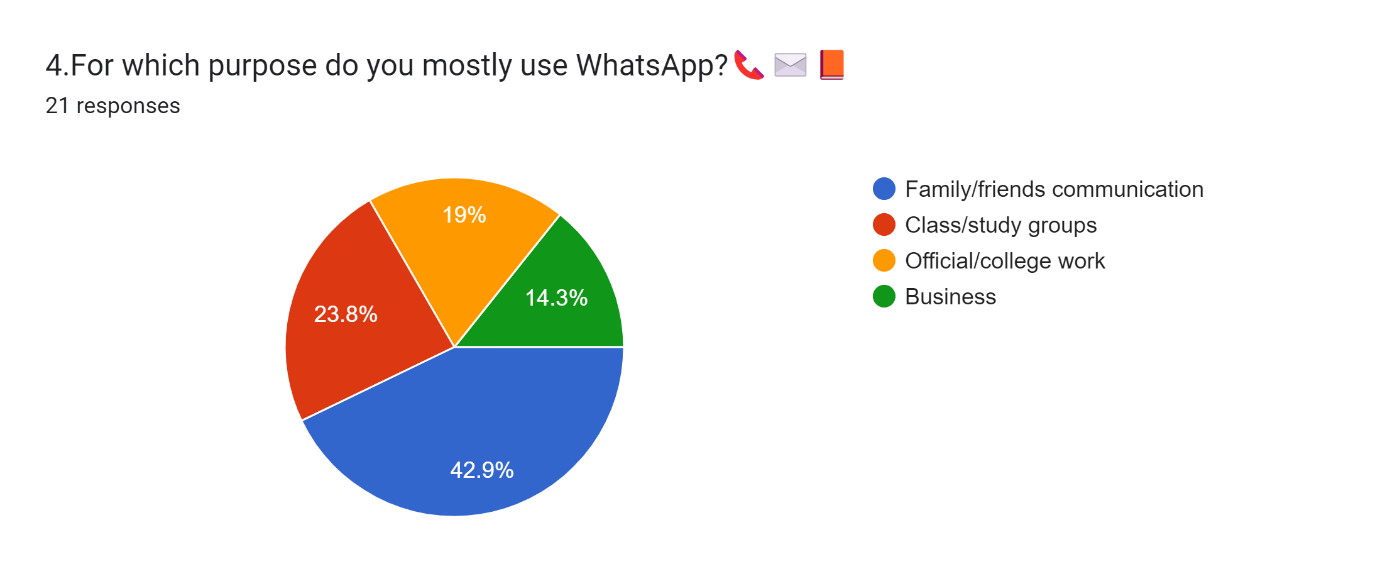 4.For which purpose do you mostly use WhatsApp?📞 ✉️ 📙
21 responses
19%
14.3%
23.8%
42.9%
Family/friends communication
Class/study groups
Official/college work
Business